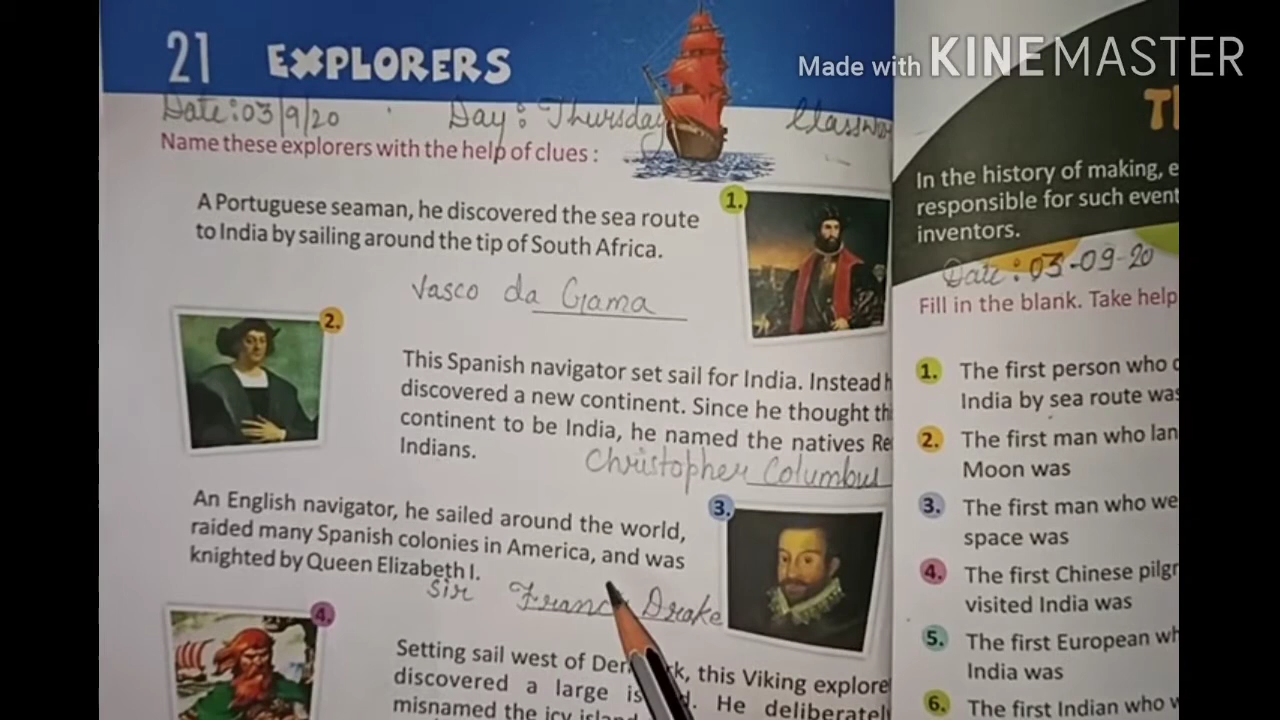 Made with KINEMASTER
21 EXPLORERS
Date: 03/9/20 Day: Thursday
Name these explorers with the help of clues :
1.
A Portuguese seaman, he discovered the sea route
to India by sailing around the tip of South Africa.
Vasco da Gama
2.
This Spanish navigator set sail for India. Instead
discovered a new continent. Since he thought
continent to be India, he named the natives
Indians.
Christopher Columbus
3.
An English navigator, he sailed around the world,
raided many Spanish colonies in America, and was
knighted by Queen Elizabeth I.
Sir Drake
4.
Setting sail west of this Viking
discovered a large He
misnamed the icy
In the history of making,
responsible for such
inventors.
Date: 03-09-20
Fill in the blank. Take help
1. The first person who
India by sea route
2. The first man who
Moon was
3. The first man who
space was
4. The first Chinese
visited India was
5. The first European
India was
6. The first Indian who